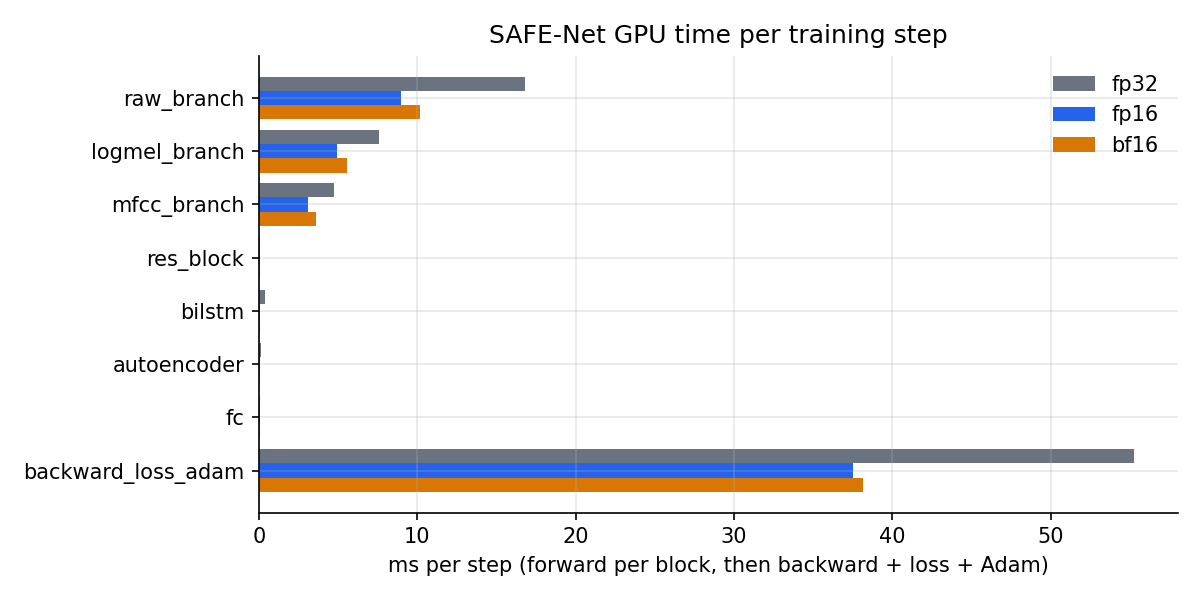 SAFE-Net GPU time per training step
fp32
fp16
bf16
raw_branch
logmel_branch
mfcc_branch
res_block
bilstm
autoencoder
fc
backward_loss_adam
0 10 20 30 40 50
ms per step (forward per block, then backward + loss + Adam)